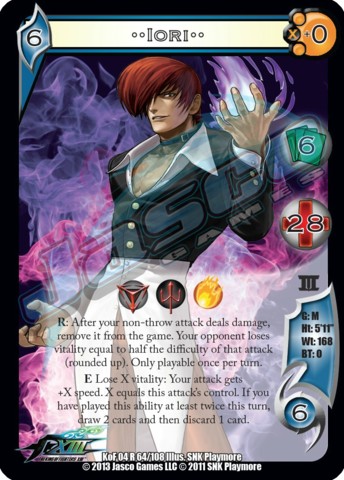 6
••Iori••
X +0
6
28
III
G: M
Ht: 5'11"
Wt: 168
BT: 0
R: After your non-throw attack deals damage,
remove it from the game. Your opponent loses
vitality equal to half the difficulty of that attack
(rounded up). Only playable once per turn.
E Lose X vitality: Your attack gets
+X speed. X equals this attack's control. If you
have played this ability at least twice this turn,
draw 2 cards and then discard 1 card.
6
XIII
KoF.04 R 64/108 Illus. SNK Playmore
© 2013 Jasco Games LLC © 2011 SNK Playmore
JASCO
GAMES